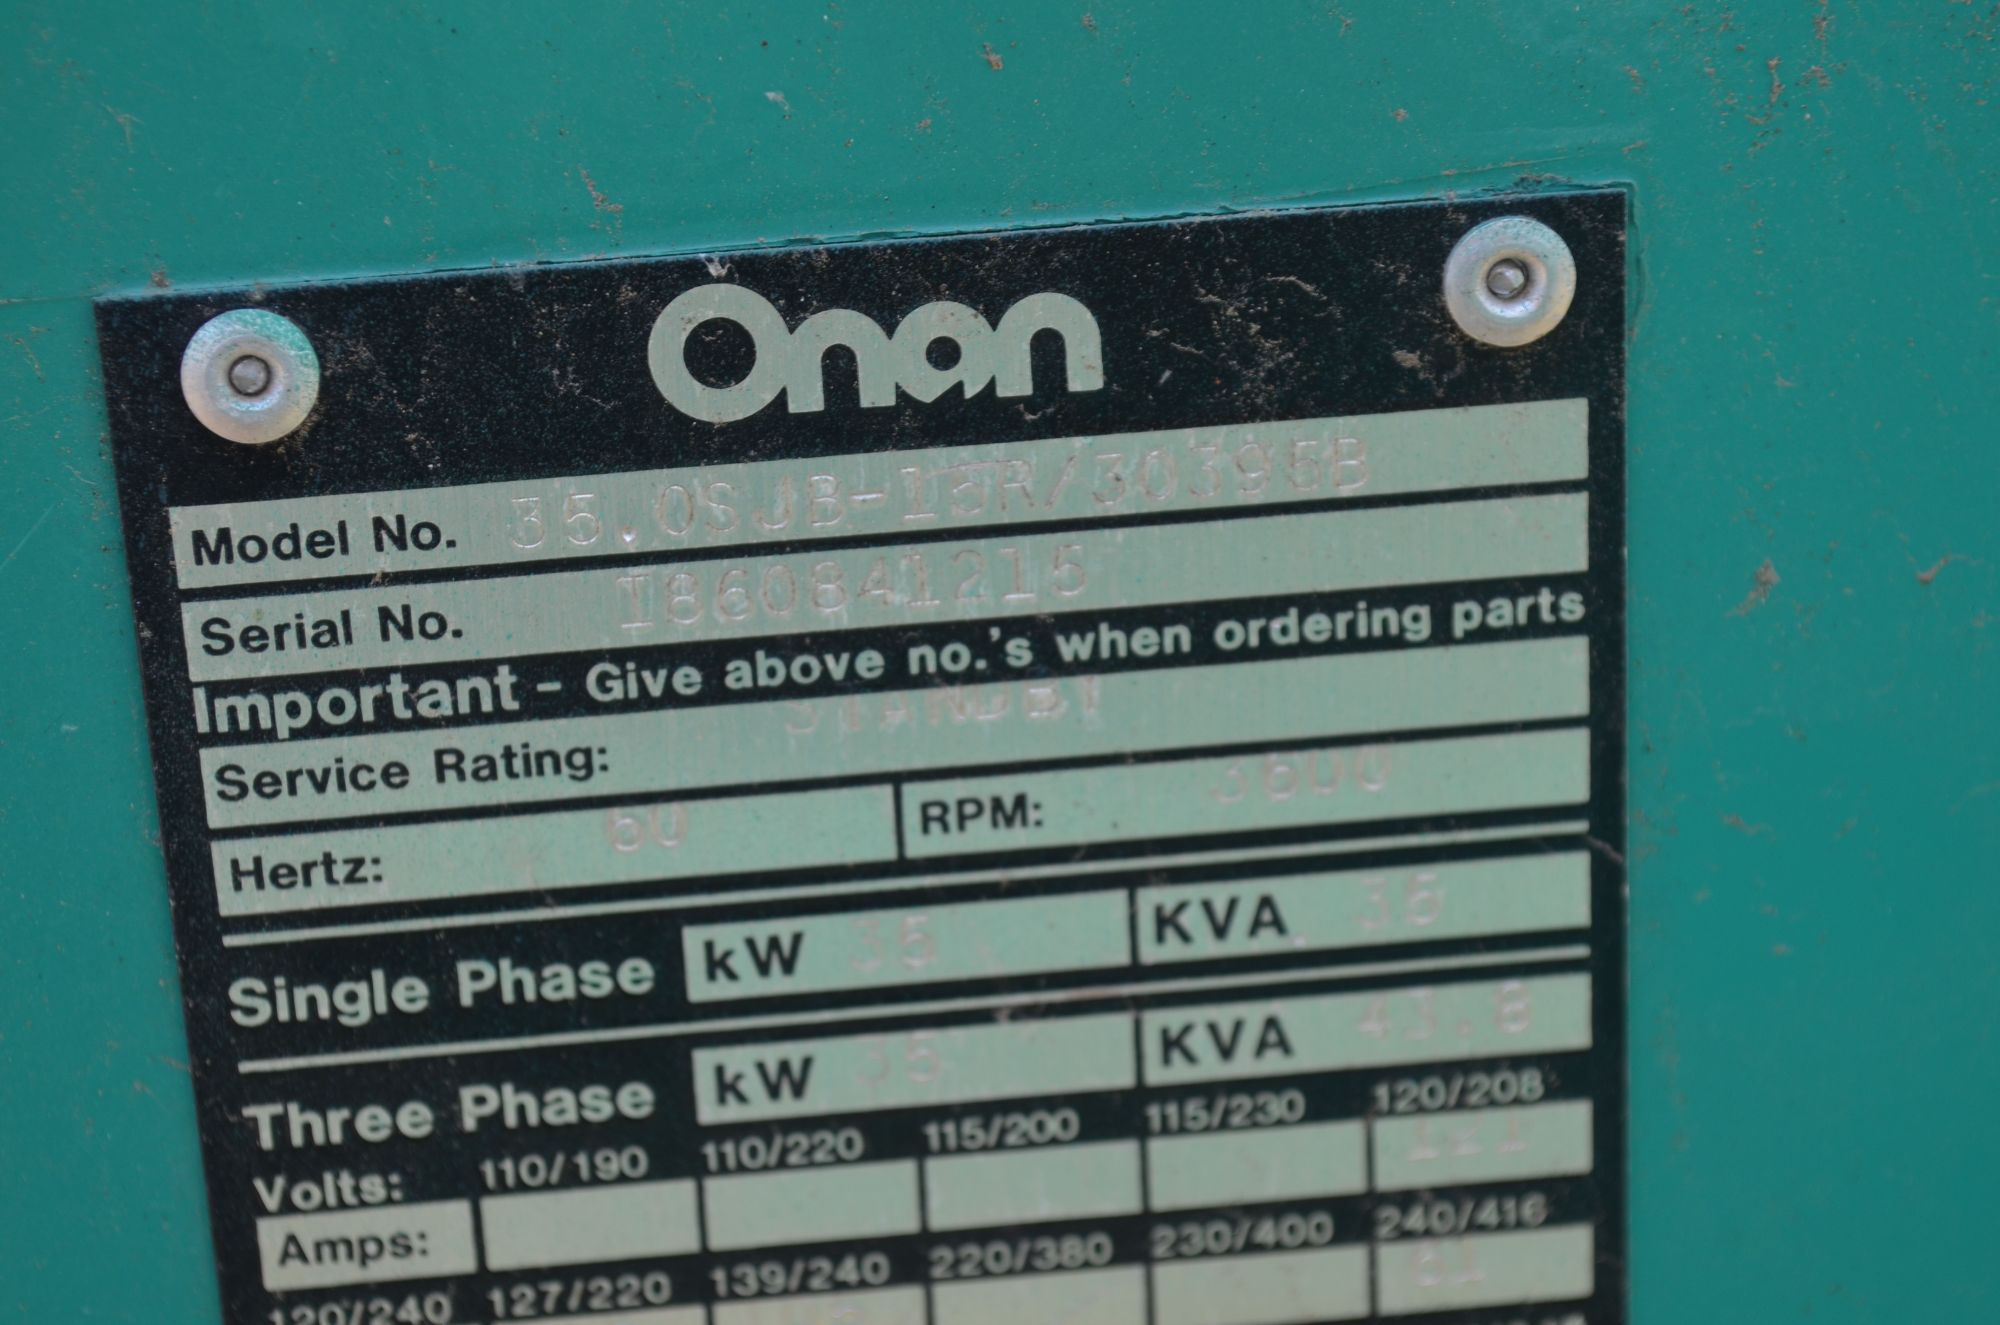 Onan
Model No. 35.0SJB-15R/30395B
Serial No. I860841215
Important - Give above no.'s when ordering parts
Service Rating: STANDBY
Hertz: 60 RPM: 3600
Single Phase kW 35 KVA 35
Three Phase kW 35 KVA 43.8
Volts: 110/190 110/220 115/200 115/230 120/208
Amps: 121
120/240 127/220 139/240 220/380 230/400 240/416
61